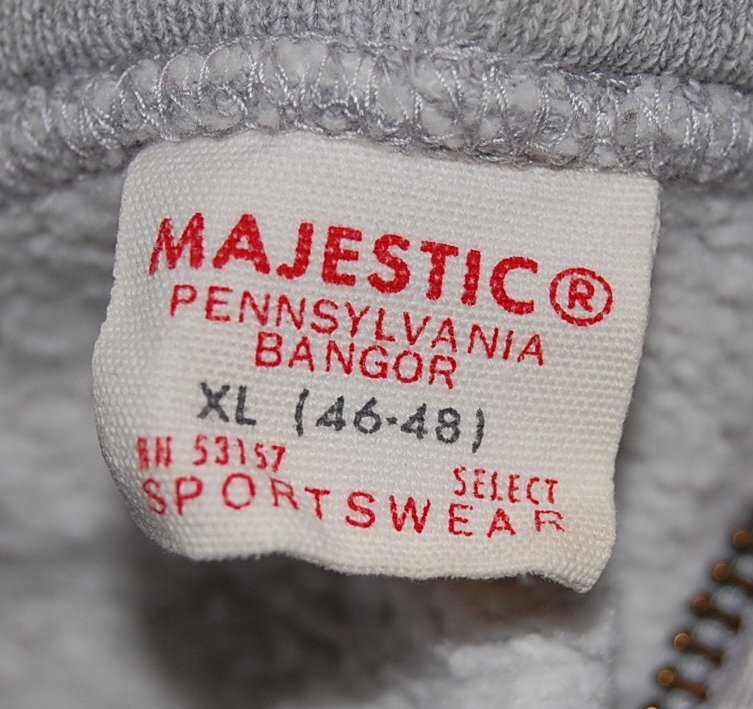 MAJESTIC®
PENNSYLVANIA
BANGOR
XL (46-48)
RN 53157
SELECT
SPORTSWEAR